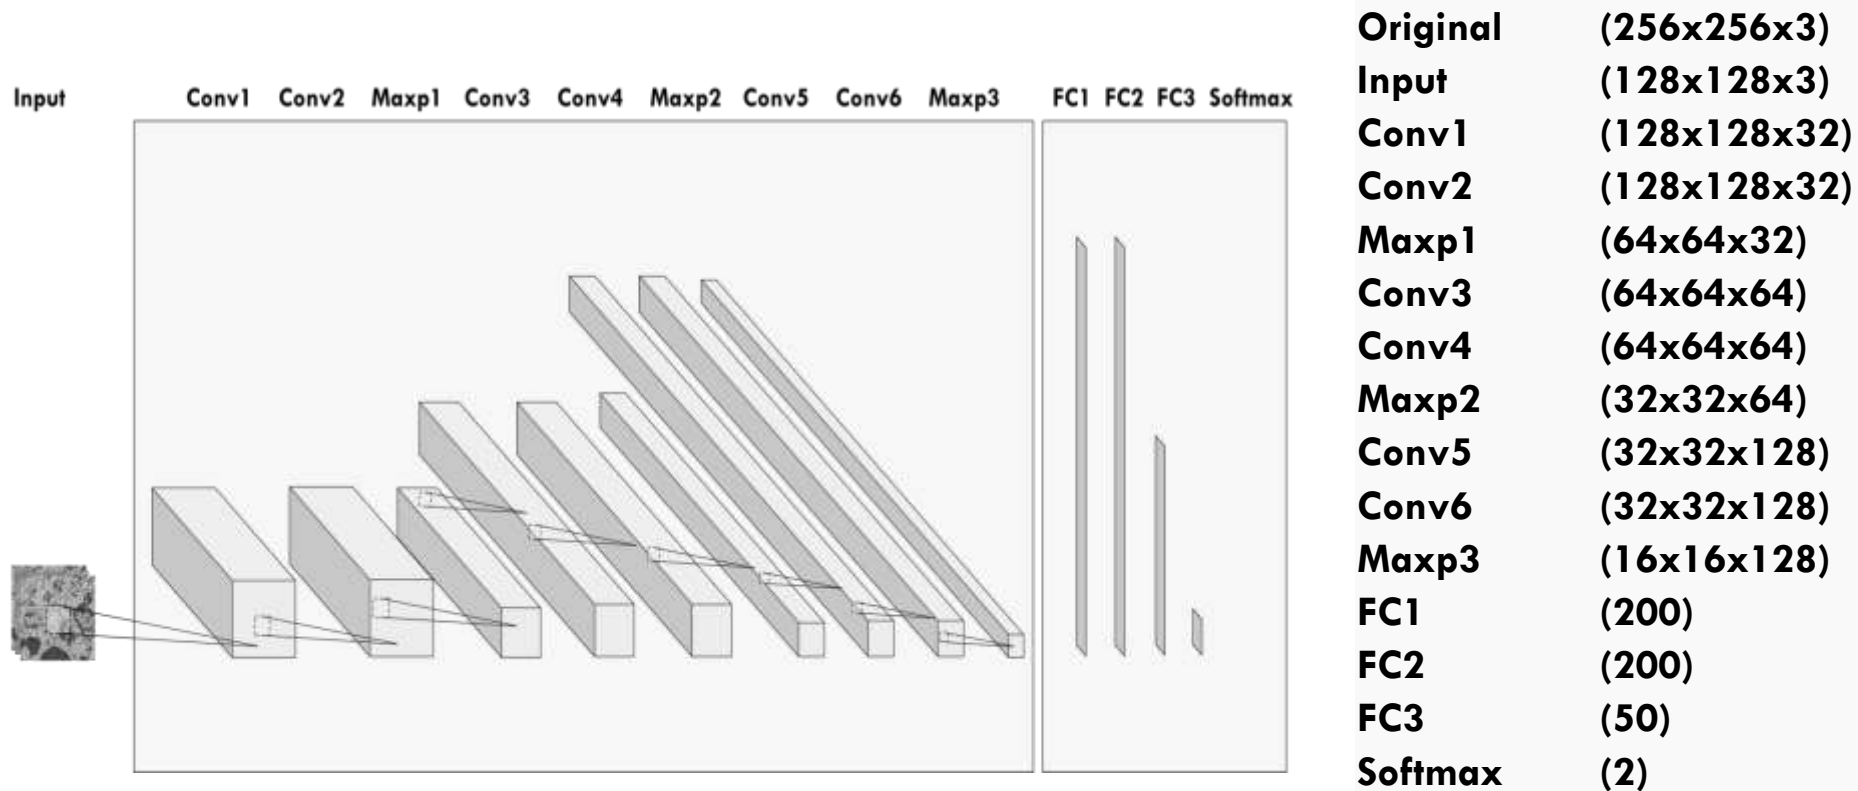 Input Conv1 Conv2 Maxp1 Conv3 Conv4 Maxp2 Conv5 Conv6 Maxp3 FC1 FC2 FC3 Softmax
Original (256x256x3)
Input (128x128x3)
Conv1 (128x128x32)
Conv2 (128x128x32)
Maxp1 (64x64x32)
Conv3 (64x64x64)
Conv4 (64x64x64)
Maxp2 (32x32x64)
Conv5 (32x32x128)
Conv6 (32x32x128)
Maxp3 (16x16x128)
FC1 (200)
FC2 (200)
FC3 (50)
Softmax (2)